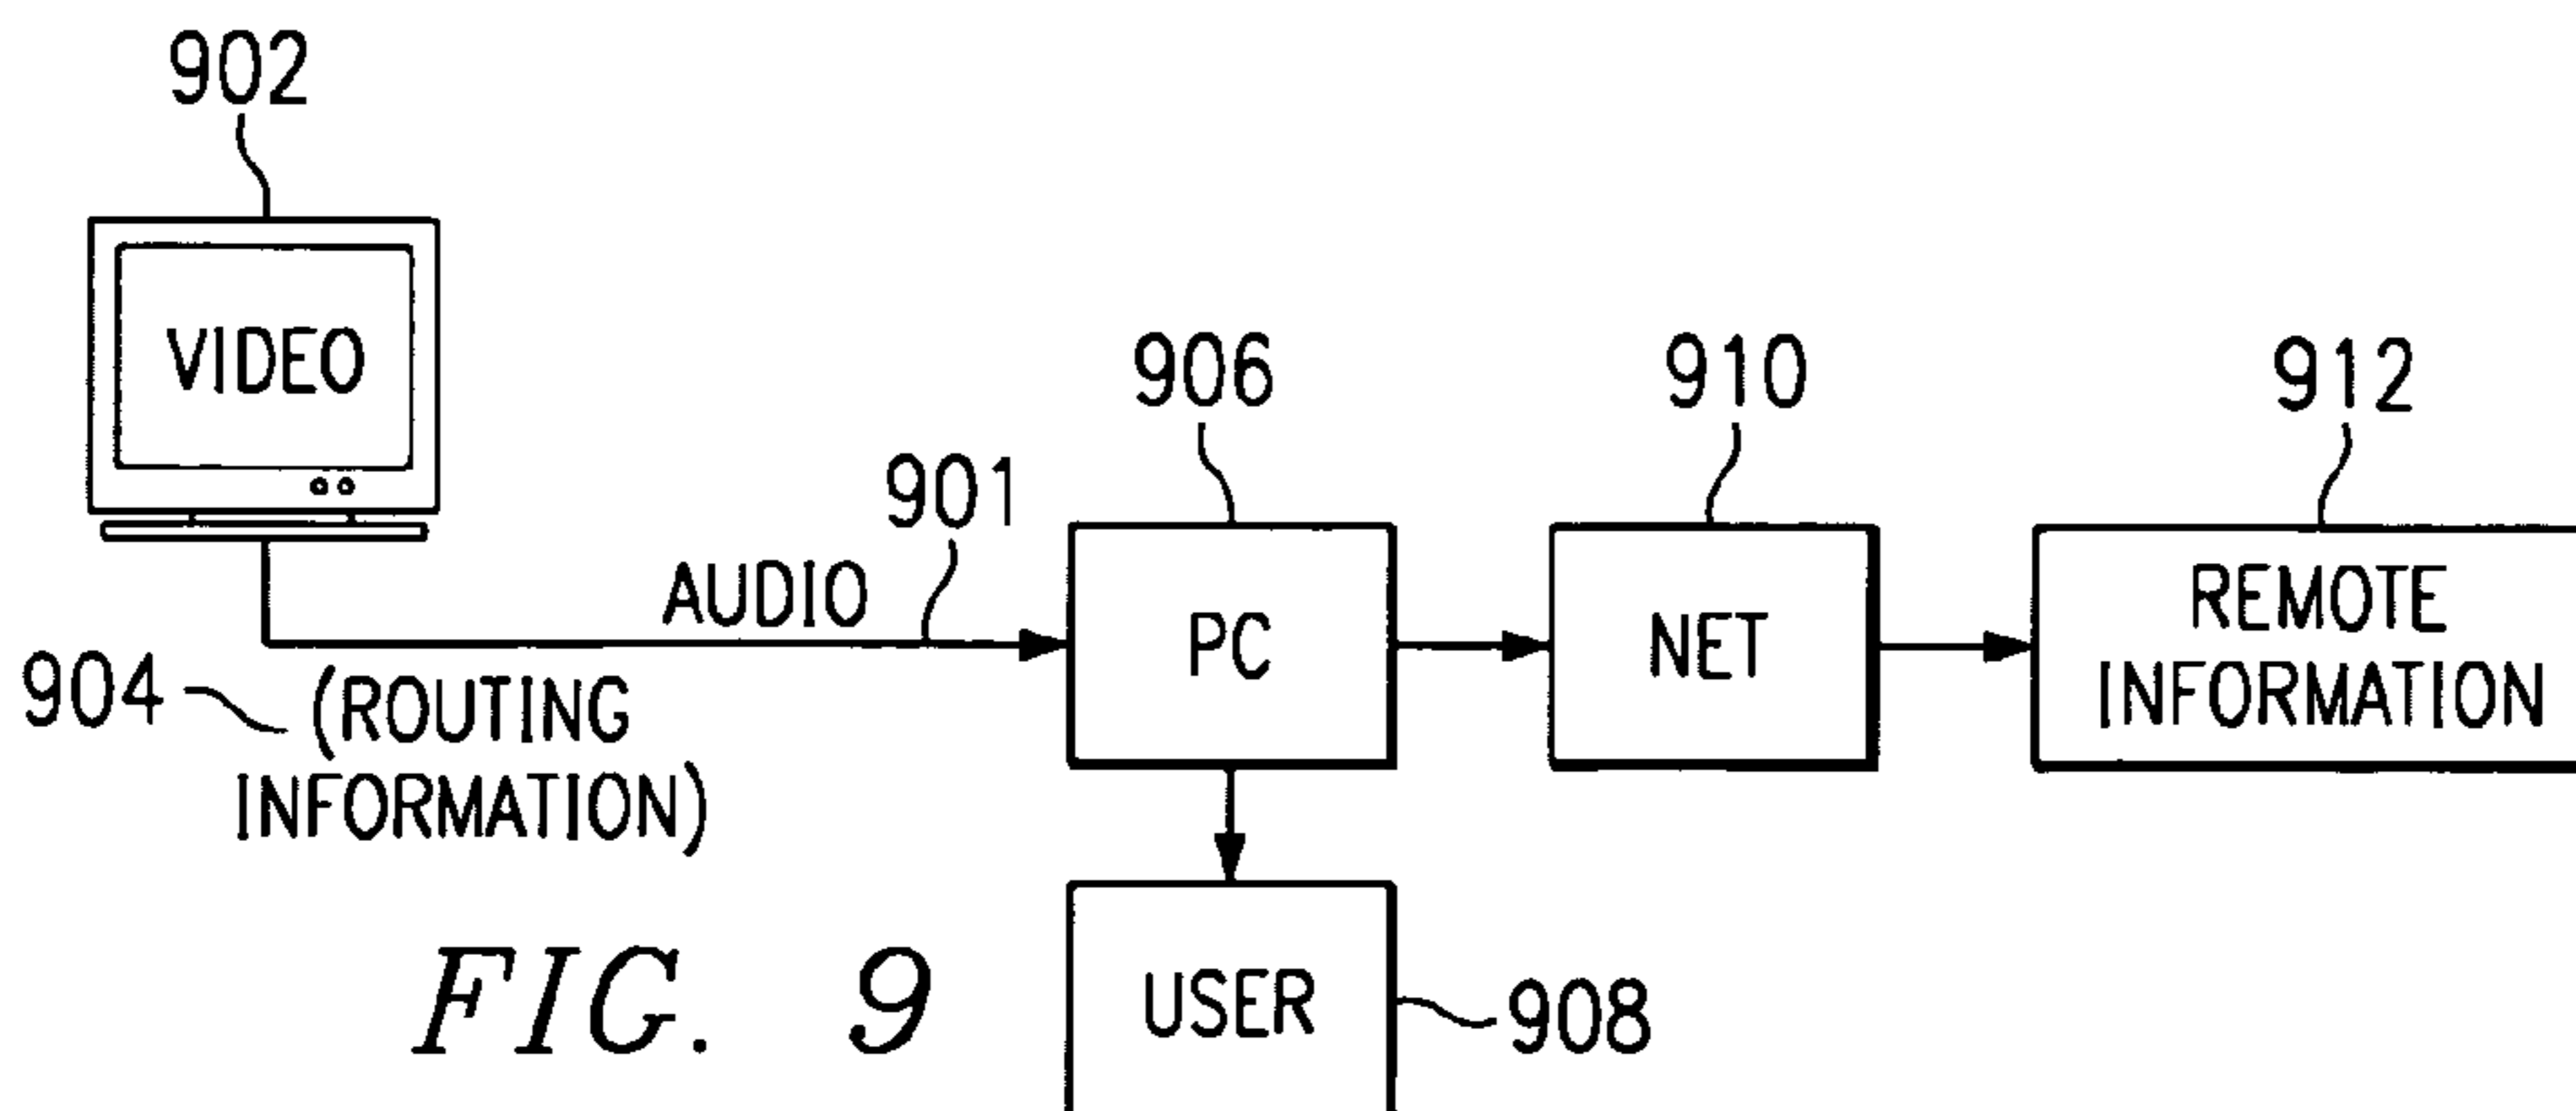 902
VIDEO
906
910
912
901
AUDIO
PC
NET
REMOTE
INFORMATION
904
(ROUTING
INFORMATION)
USER
908
FIG. 9